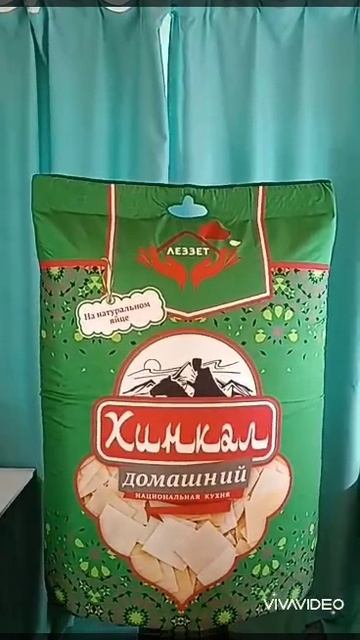 ЛЕЗЗЕТ
На натуральном
яйце
Хинкал
домашний
НАЦИОНАЛЬНАЯ КУХНЯ
VIVAVIDEO